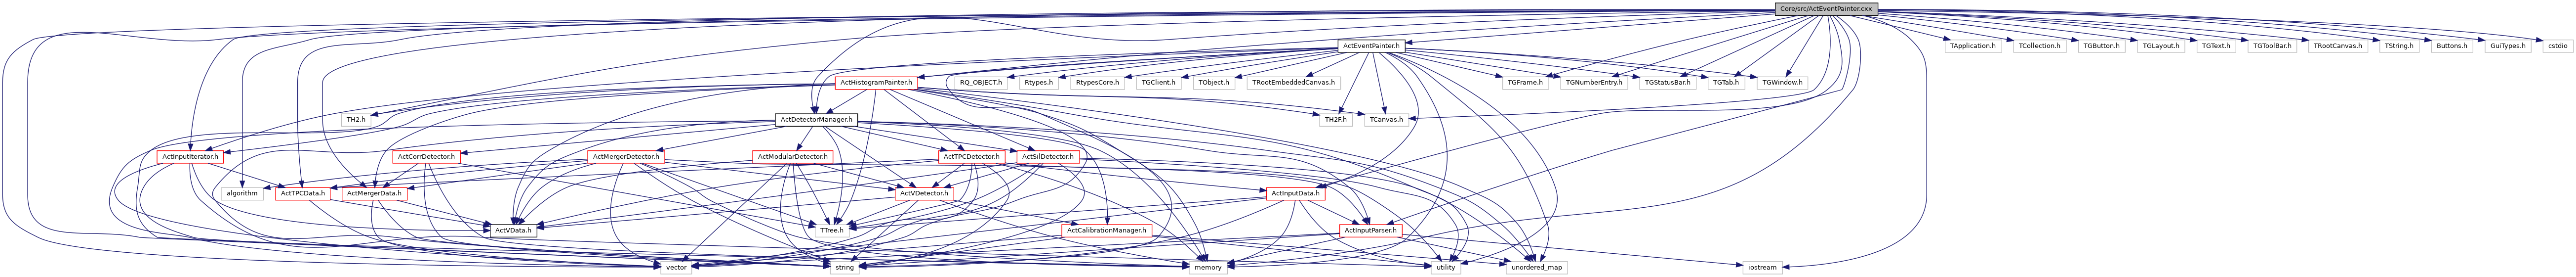 Core/src/ActEventPainter.cxx
ActEventPainter.h
TApplication.h
TCollection.h
TGButton.h
TGLayout.h
TGText.h
TGToolBar.h
TRootCanvas.h
TString.h
Buttons.h
GuiTypes.h
cstdio
ActHistogramPainter.h
RQ_OBJECT.h
Rtypes.h
RtypesCore.h
TGClient.h
TObject.h
TRootEmbeddedCanvas.h
TGFrame.h
TGNumberEntry.h
TGStatusBar.h
TGTab.h
TGWindow.h
TH2.h
ActDetectorManager.h
TH2F.h
TCanvas.h
ActInputIterator.h
ActCorrDetector.h
ActMergerDetector.h
ActModularDetector.h
ActTPCDetector.h
ActSilDetector.h
algorithm
ActTPCData.h
ActMergerData.h
ActVDetector.h
ActInputData.h
ActVData.h
TTree.h
ActCalibrationManager.h
ActInputParser.h
vector
string
memory
utility
unordered_map
iostream